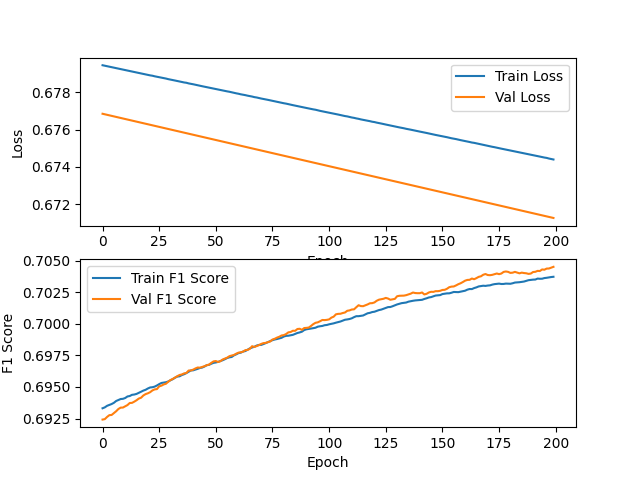 0.678
0.676
0.674
0.672
Loss
Train Loss
Val Loss
0 25 50 75 100 125 150 175 200
Epoch
0.7050
0.7025
0.7000
0.6975
0.6950
0.6925
F1 Score
Train F1 Score
Val F1 Score
0 25 50 75 100 125 150 175 200
Epoch